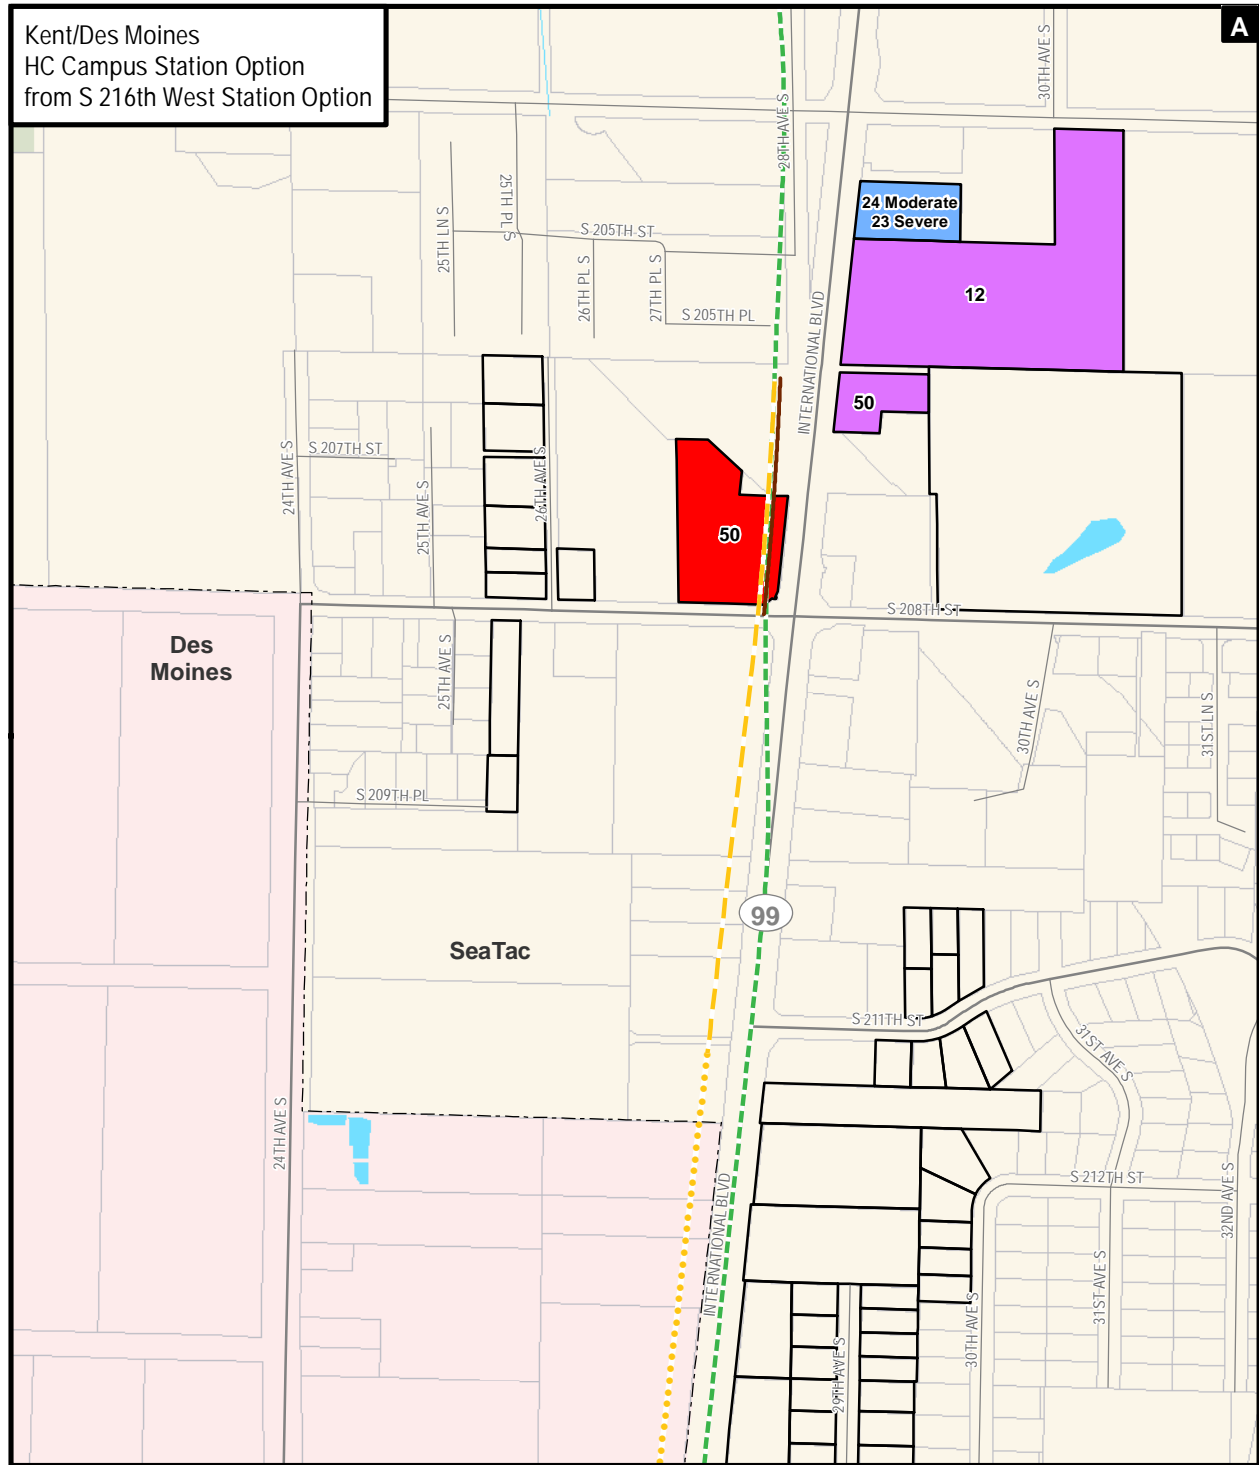 Kent/Des Moines
HC Campus Station Option
from S 216th West Station Option
A
30TH AVE S
28TH AVE S
25TH PL S
25TH LN S
S 205TH ST
26TH PL S
27TH PL S
S 205TH PL
24 Moderate
23 Severe
12
INTERNATIONAL BLVD
50
S 207TH ST
24TH AVE S
25TH AVE S
26TH AVE S
50
S 208TH ST
Des
Moines
25TH AVE S
30TH AVE S
31ST LN S
S 209TH PL
99
SeaTac
S 211TH ST
31ST AVE S
24TH AVE S
S 212TH ST
32ND AVE S
INTERNATIONAL BLVD
31ST AVE S
30TH AVE S
29TH AVE S